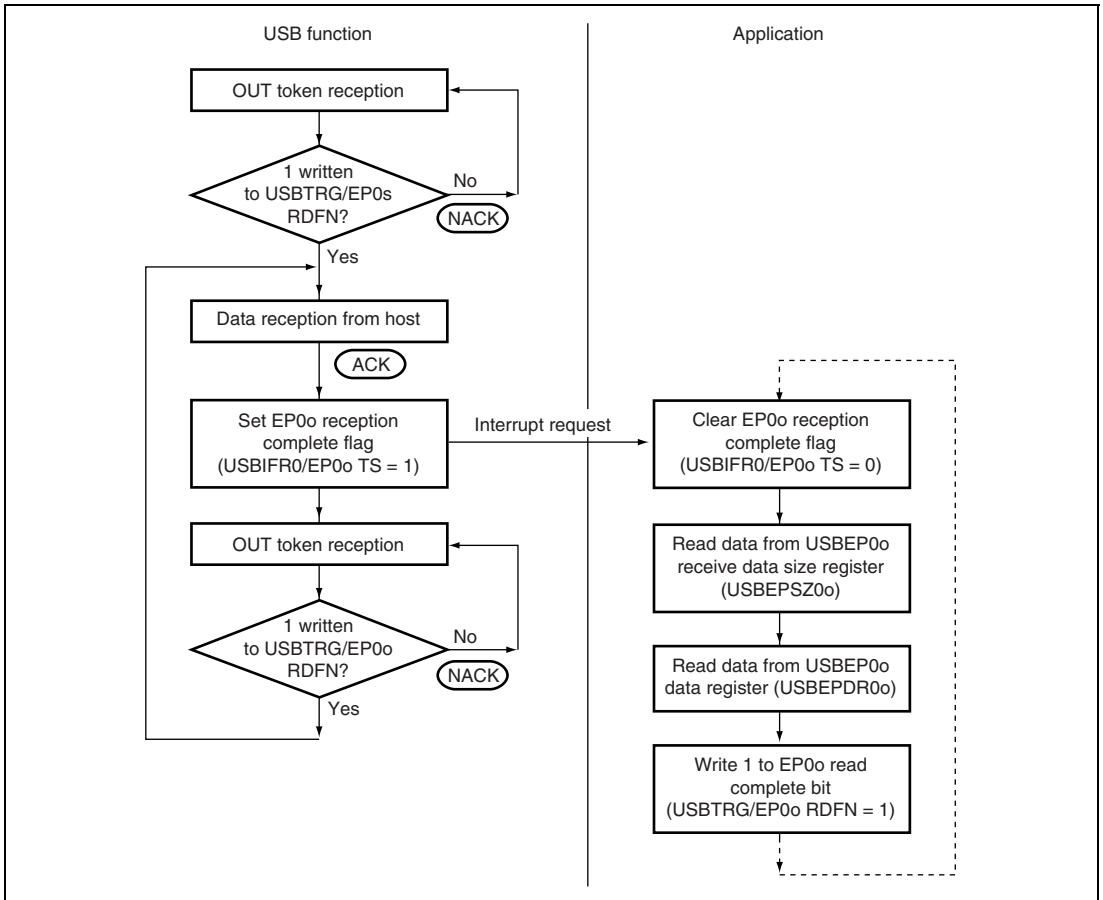 USB function
OUT token reception
1 written
to USBTRG/EP0s
RDFN?
No
NACK
Yes
Data reception from host
ACK
Set EP0o reception
complete flag
(USBIFR0/EP0o TS = 1)
Interrupt request
OUT token reception
1 written
to USBTRG/EP0o
RDFN?
No
NACK
Yes
Application
Clear EP0o reception
complete flag
(USBIFR0/EP0o TS = 0)
Read data from USBEP0o
receive data size register
(USBEPSZ0o)
Read data from USBEP0o
data register (USBEPDR0o)
Write 1 to EP0o read
complete bit
(USBTRG/EP0o RDFN = 1)